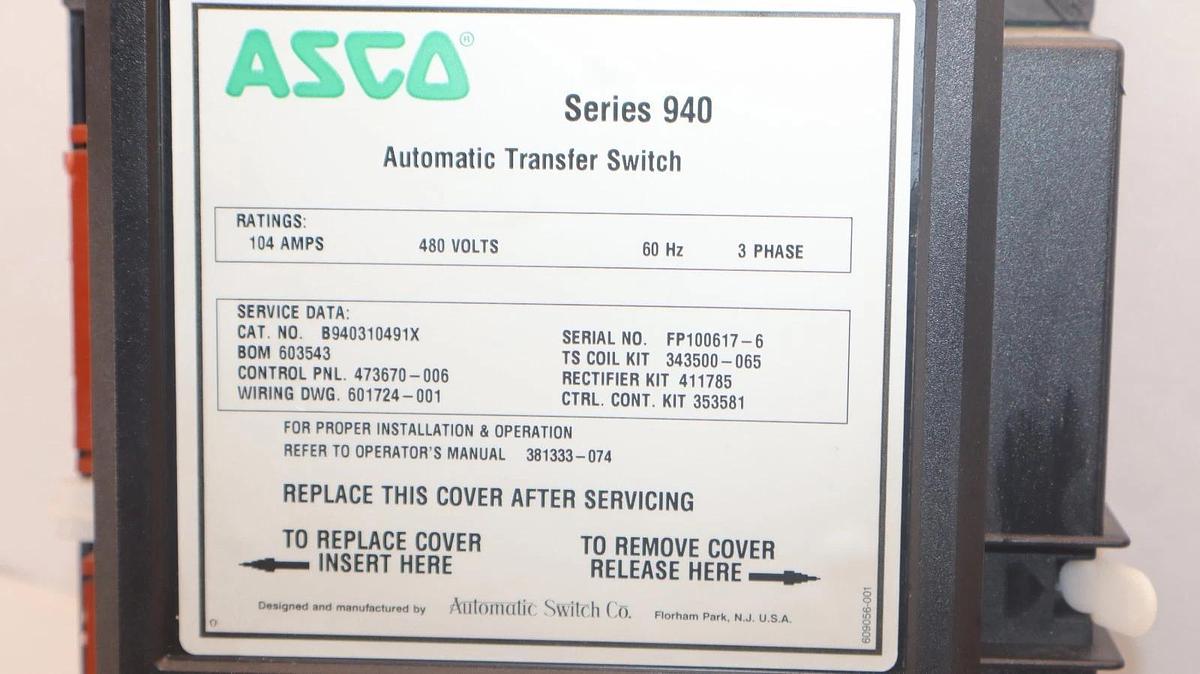 ASCO®
Series 940
Automatic Transfer Switch
RATINGS:
104 AMPS 480 VOLTS 60 Hz 3 PHASE
SERVICE DATA:
CAT. NO. B940310491X SERIAL NO. FP100617-6
BOM 603543 TS COIL KIT 343500-065
CONTROL PNL. 473670-006 RECTIFIER KIT 411785
WIRING DWG. 601724-001 CTRL. CONT. KIT 353581
FOR PROPER INSTALLATION & OPERATION
REFER TO OPERATOR'S MANUAL 381333-074
REPLACE THIS COVER AFTER SERVICING
TO REPLACE COVER
INSERT HERE
TO REMOVE COVER
RELEASE HERE
Designed and manufactured by Automatic Switch Co. Florham Park, N.J. U.S.A.
609056-001